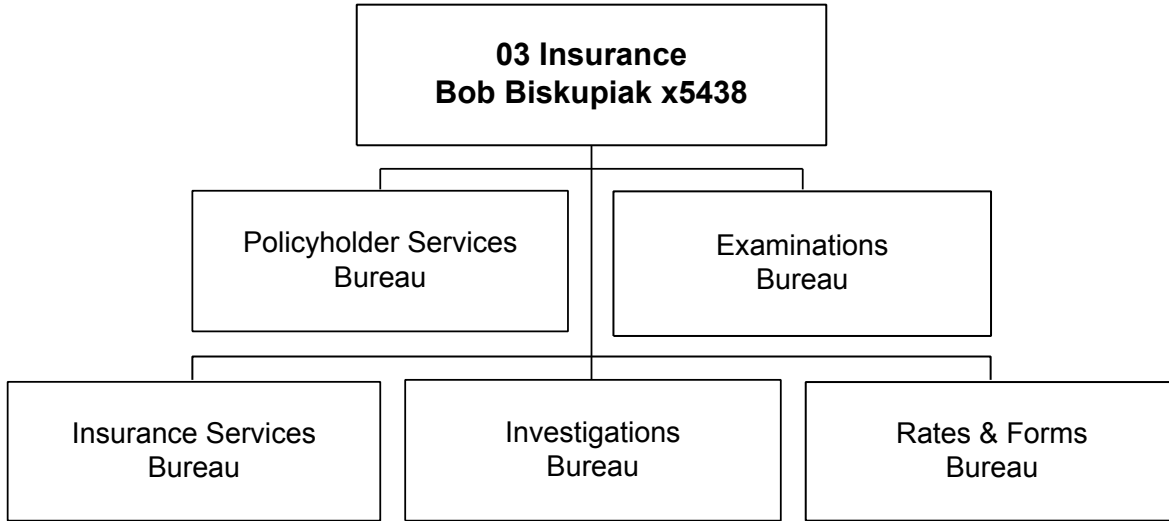 03 Insurance
Bob Biskupiak x5438
Policyholder Services
Bureau
Examinations
Bureau
Insurance Services
Bureau
Investigations
Bureau
Rates & Forms
Bureau